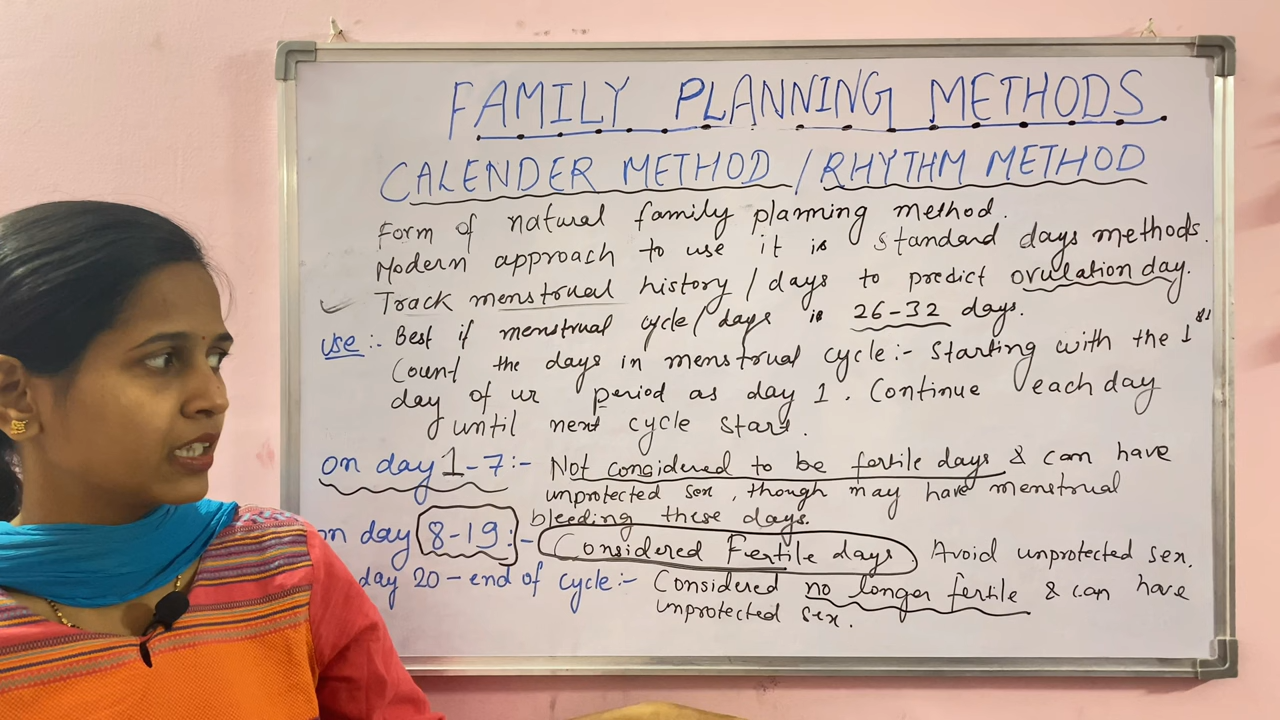 FAMILY PLANNING METHODS
CALENDER METHOD / RHYTHM METHOD
Form of natural family planning method.
Modern approach to use it is standard days methods.
Track menstrual history / days to predict ovulation day.
Use :- Best if menstrual cycle/days is 26-32 days.
Count the days in menstrual cycle:- Starting with the 1st
day of ur period as day 1. Continue each day
until next cycle start.
on day 1-7:- Not considered to be fertile days & can have
unprotected sex, though may have menstrual
bleeding these days.
on day 8-19:- Considered Fertile days Avoid unprotected sex.
day 20 - end of cycle:- Considered no longer fertile & can have
unprotected sex.